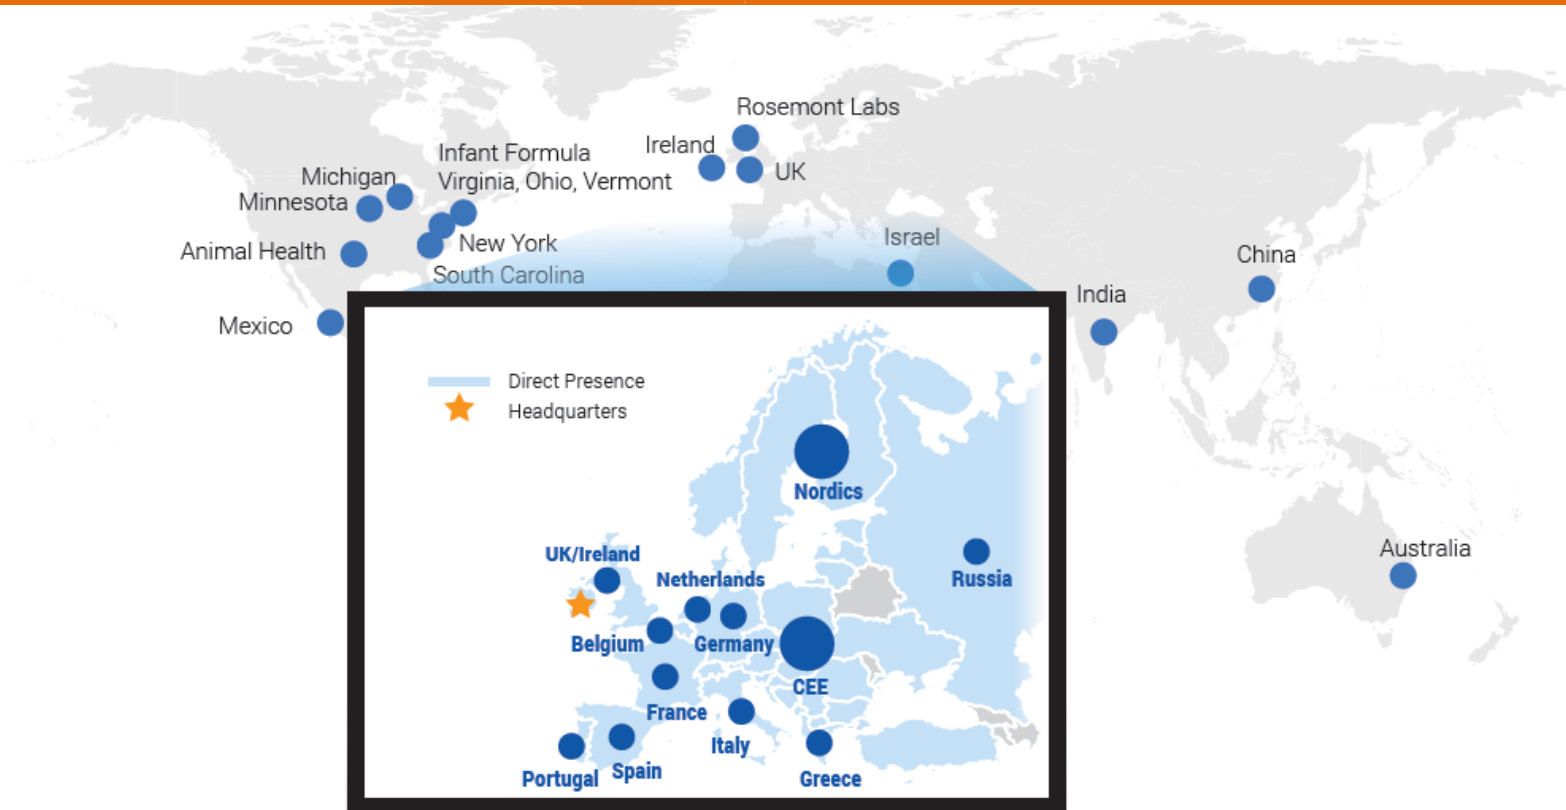 Rosemont Labs
Ireland
UK
Infant Formula
Virginia, Ohio, Vermont
Michigan
Minnesota
Animal Health
New York
South Carolina
Mexico
Israel
China
India
Australia
Direct Presence
Headquarters
Nordics
UK/Ireland
Netherlands
Russia
Belgium
Germany
CEE
France
Italy
Portugal
Spain
Greece